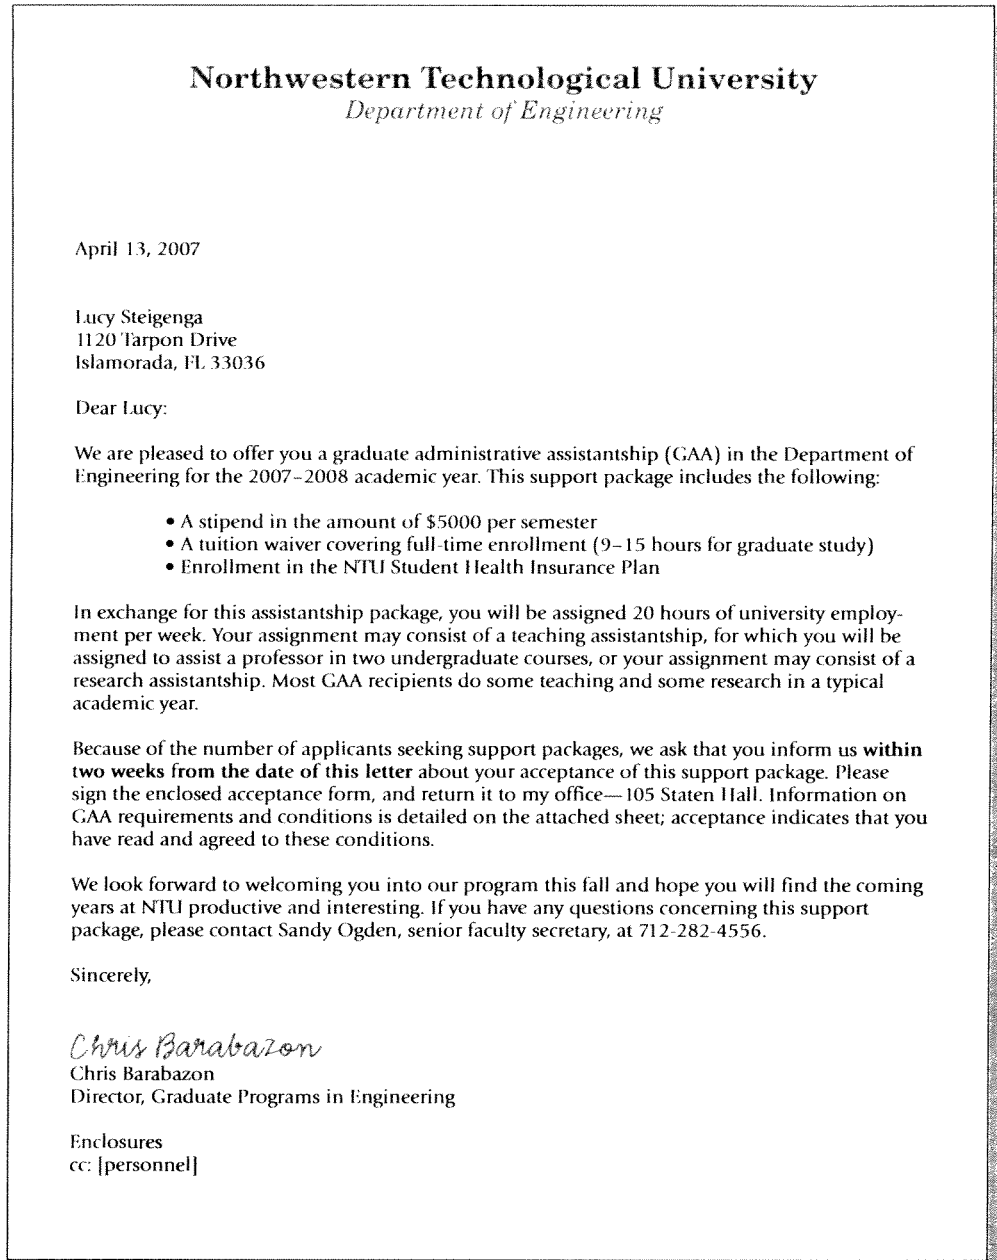 Northwestern Technological University
Department of Engineering
April 13, 2007
Lucy Steigenga
1120 Tarpon Drive
Islamorada, FL 33036
Dear Lucy:
We are pleased to offer you a graduate administrative assistantship (GAA) in the Department of
Engineering for the 2007–2008 academic year. This support package includes the following:
• A stipend in the amount of $5000 per semester
• A tuition waiver covering full-time enrollment (9–15 hours for graduate study)
• Enrollment in the NTU Student Health Insurance Plan
In exchange for this assistantship package, you will be assigned 20 hours of university employ-
ment per week. Your assignment may consist of a teaching assistantship, for which you will be
assigned to assist a professor in two undergraduate courses, or your assignment may consist of a
research assistantship. Most GAA recipients do some teaching and some research in a typical
academic year.
Because of the number of applicants seeking support packages, we ask that you inform us within
two weeks from the date of this letter about your acceptance of this support package. Please
sign the enclosed acceptance form, and return it to my office—105 Staten Hall. Information on
GAA requirements and conditions is detailed on the attached sheet; acceptance indicates that you
have read and agreed to these conditions.
We look forward to welcoming you into our program this fall and hope you will find the coming
years at NTU productive and interesting. If you have any questions concerning this support
package, please contact Sandy Ogden, senior faculty secretary, at 712-282-4556.
Sincerely,
Chris Barabazon
Chris Barabazon
Director, Graduate Programs in Engineering
Enclosures
cc: [personnel]